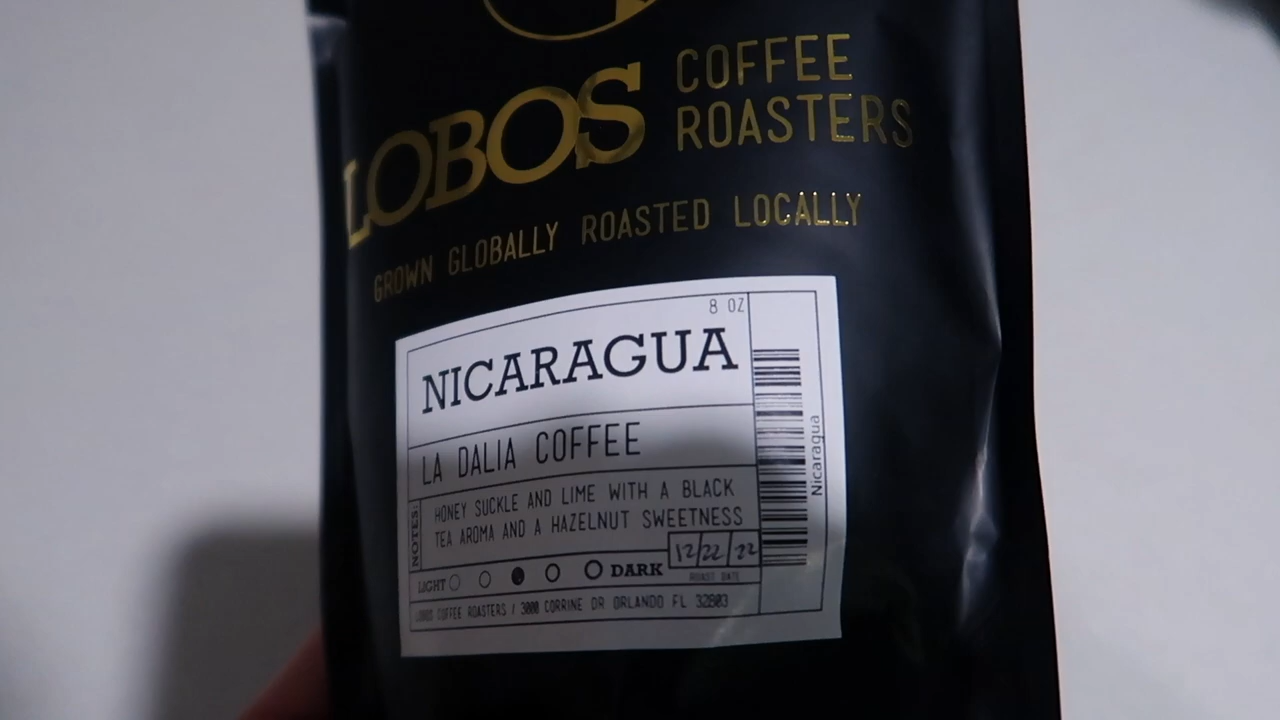 LOBOS
COFFEE
ROASTERS
GROWN GLOBALLY ROASTED LOCALLY
8 OZ
NICARAGUA
LA DALIA COFFEE
NOTES:
HONEY SUCKLE AND LIME WITH A BLACK
TEA AROMA AND A HAZELNUT SWEETNESS
12/22/22
ROAST DATE
LIGHT DARK
LOBOS COFFEE ROASTERS / 3000 CORRINE DR ORLANDO FL 32803
Nicaragua